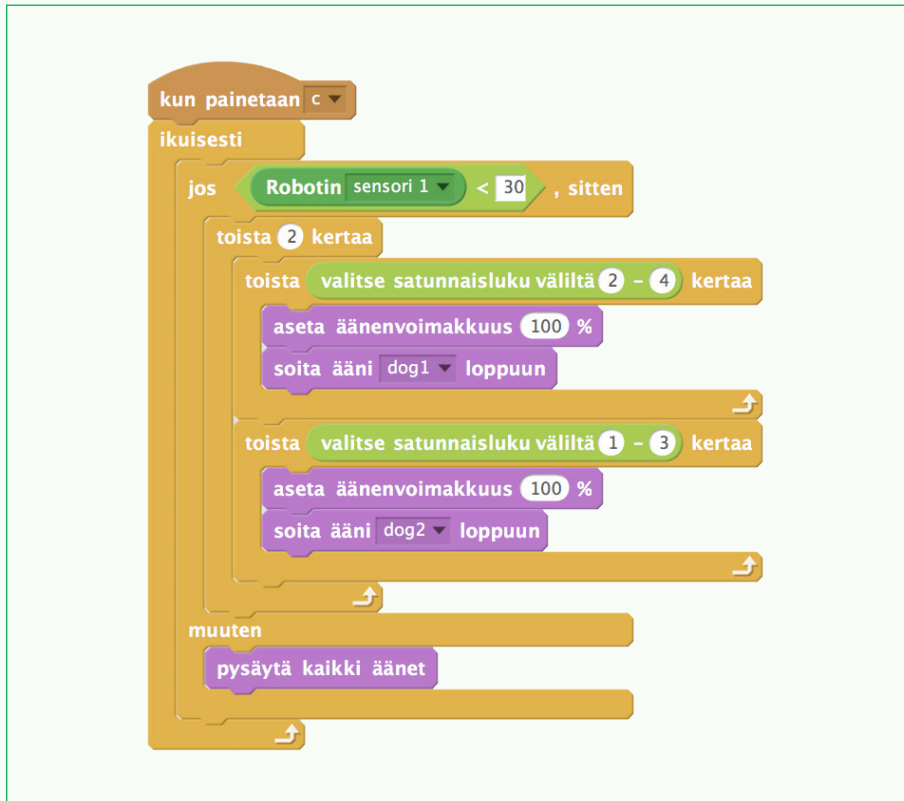 kun painetaan c
ikuisesti
jos Robotin sensori 1 < 30 , sitten
toista 2 kertaa
toista valitse satunnaisluku väliltä 2 - 4 kertaa
aseta äänenvoimakkuus 100 %
soita ääni dog1 loppuun
toista valitse satunnaisluku väliltä 1 - 3 kertaa
aseta äänenvoimakkuus 100 %
soita ääni dog2 loppuun
muuten
pysäytä kaikki äänet